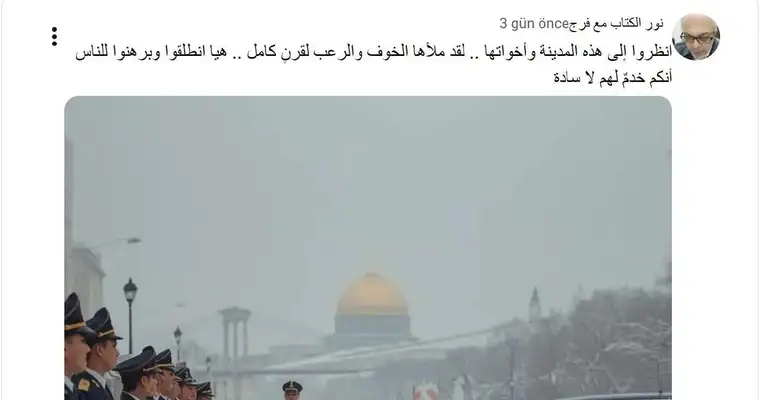 نور الكتاب مع فرج 3 gün önce
انظروا إلى هذه المدينة وأخواتها .. لقد ملأها الخوف والرعب لقرنٍ كامل .. هيا انطلقوا وبرهنوا للناس
أنكم خدمٌ لهم لا سادة